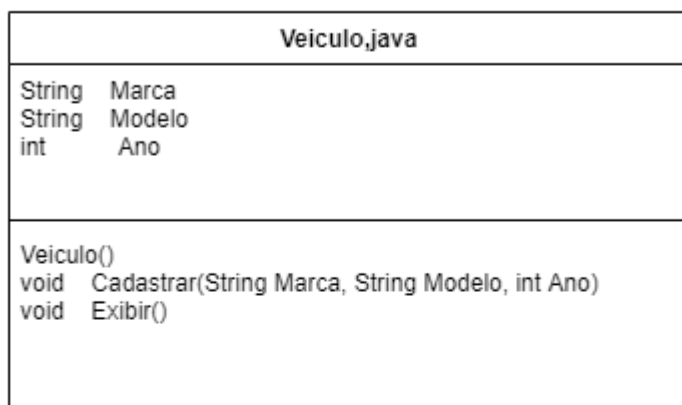 Veiculo,java
String Marca
String Modelo
int Ano
Veiculo()
void Cadastrar(String Marca, String Modelo, int Ano)
void Exibir()